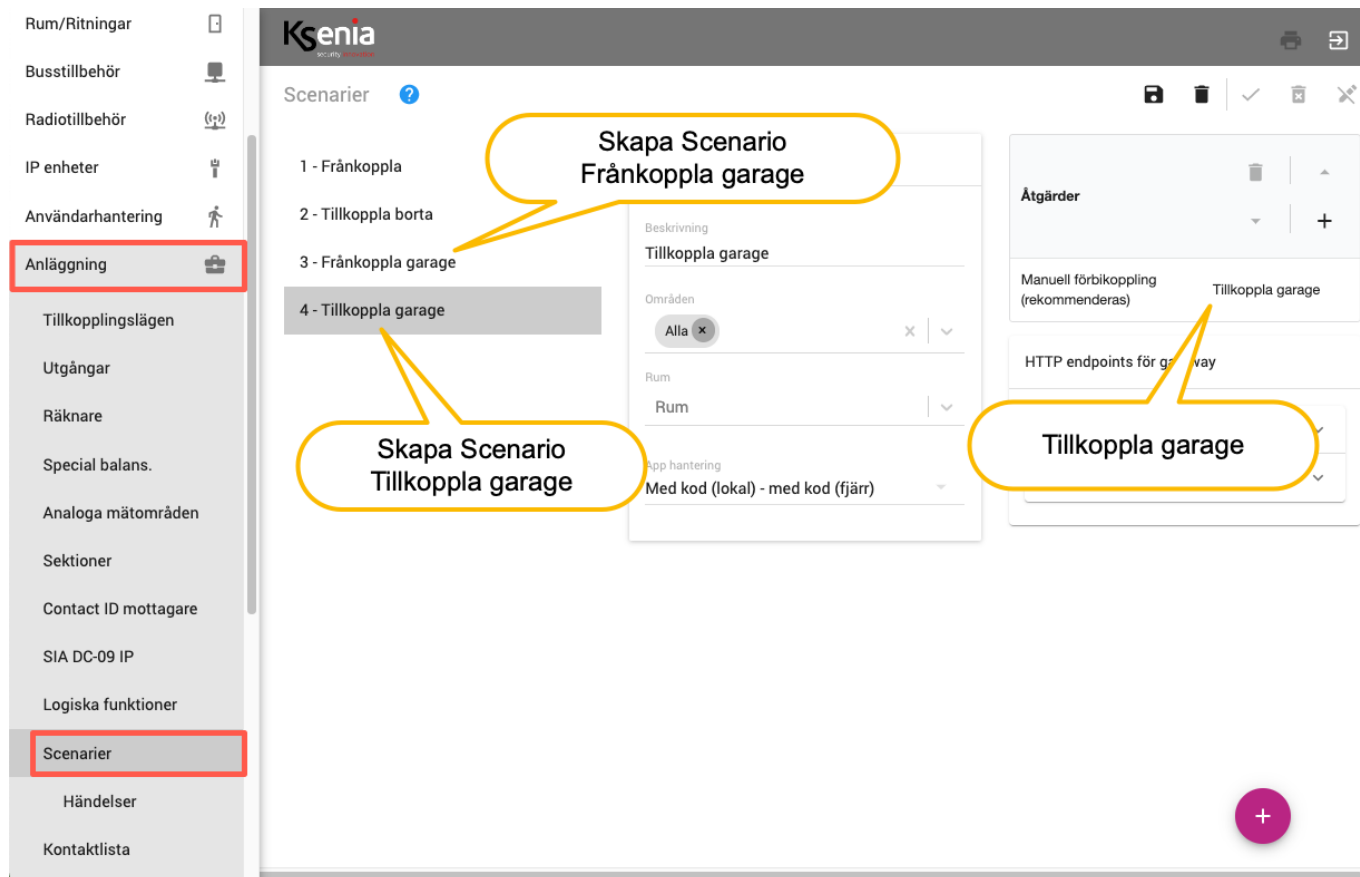 Rum/Ritningar
Busstillbehör
Radiotillbehör
IP enheter
Användarhantering
Anläggning
Tillkopplingslägen
Utgångar
Räknare
Special balans.
Analoga mätområden
Sektioner
Contact ID mottagare
SIA DC-09 IP
Logiska funktioner
Scenarier
Händelser
Kontaktlista
Ksenia
security innovation
Scenarier
1 - Frånkoppla
2 - Tillkoppla borta
3 - Frånkoppla garage
4 - Tillkoppla garage
Skapa Scenario
Frånkoppla garage
Skapa Scenario
Tillkoppla garage
Beskrivning
Tillkoppla garage
Områden
Alla
Rum
Rum
App hantering
Med kod (lokal) - med kod (fjärr)
Åtgärder
Manuell förbikoppling
(rekommenderas)
Tillkoppla garage
HTTP endpoints för
Tillkoppla garage